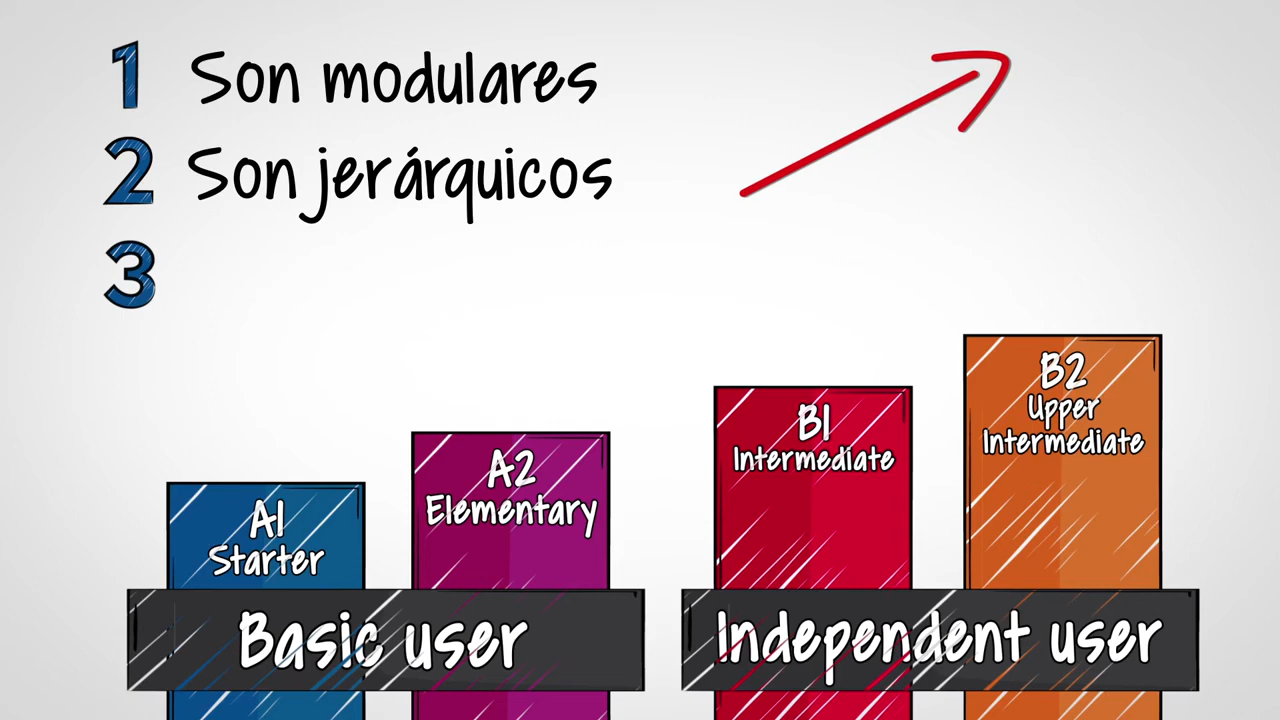 1 Son modulares
2 Son jerárquicos
3
A1
Starter
A2
Elementary
B1
Intermediate
B2
Upper
Intermediate
Basic user
Independent user